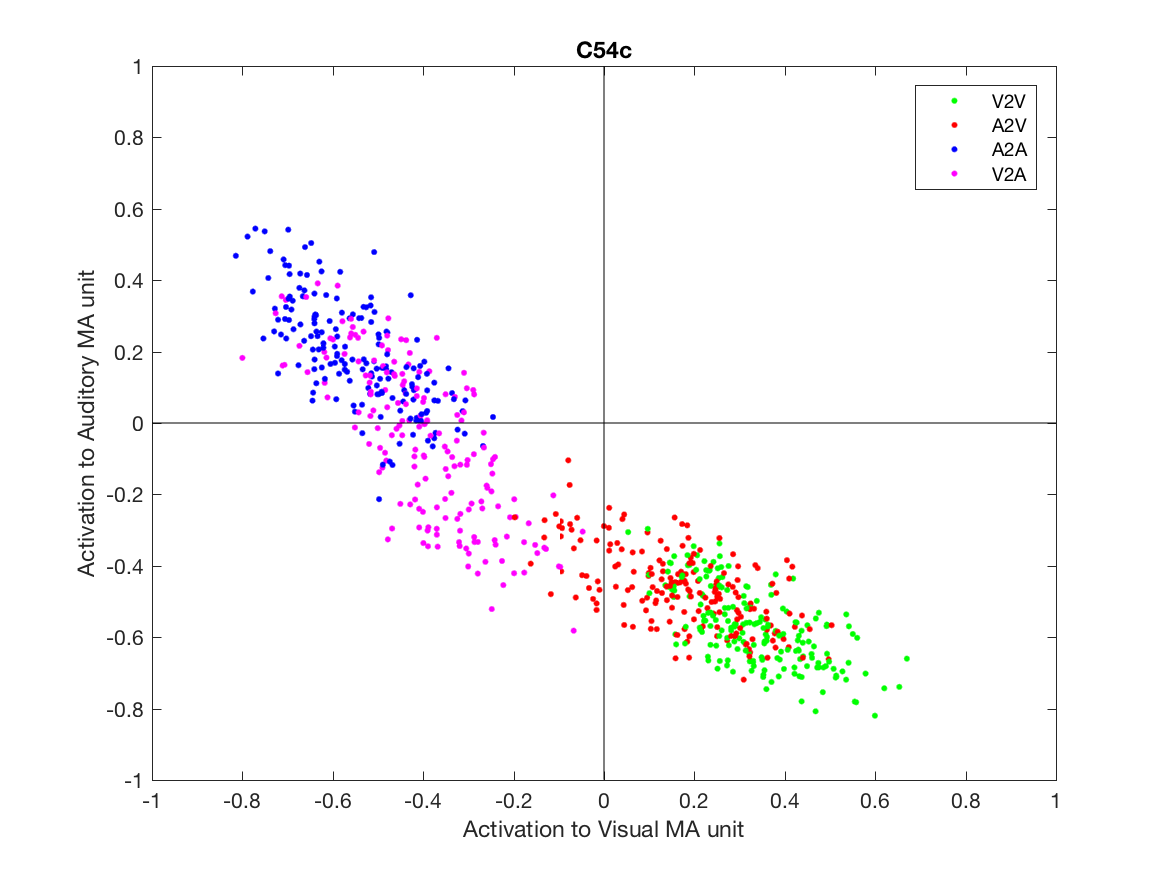 C54c
1
0.8
0.6
0.4
0.2
0
-0.2
-0.4
-0.6
-0.8
-1
Activation to Auditory MA unit
V2V
A2V
A2A
V2A
-1 -0.8 -0.6 -0.4 -0.2 0 0.2 0.4 0.6 0.8 1
Activation to Visual MA unit